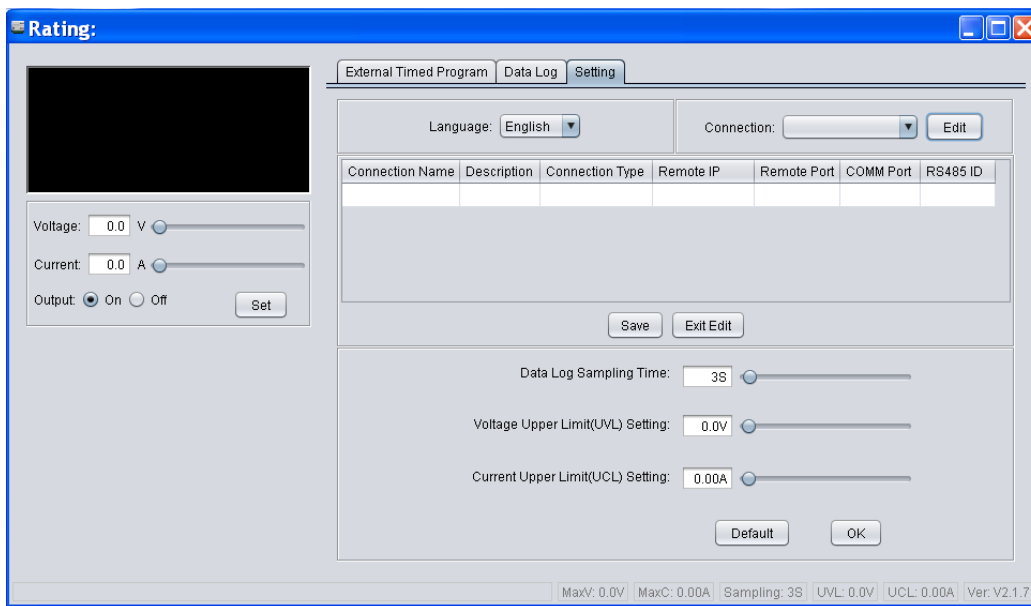 Rating:
External Timed Program Data Log Setting
Language: English Connection: Edit
Connection Name Description Connection Type Remote IP Remote Port COMM Port RS485 ID
Voltage: 0.0 V
Current: 0.0 A
Output: On Off Set
Save Exit Edit
Data Log Sampling Time: 3S
Voltage Upper Limit(UVL) Setting: 0.0V
Current Upper Limit(UCL) Setting: 0.00A
Default OK
MaxV: 0.0V MaxC: 0.00A Sampling: 3S UVL: 0.0V UCL: 0.00A Ver: V2.1.7